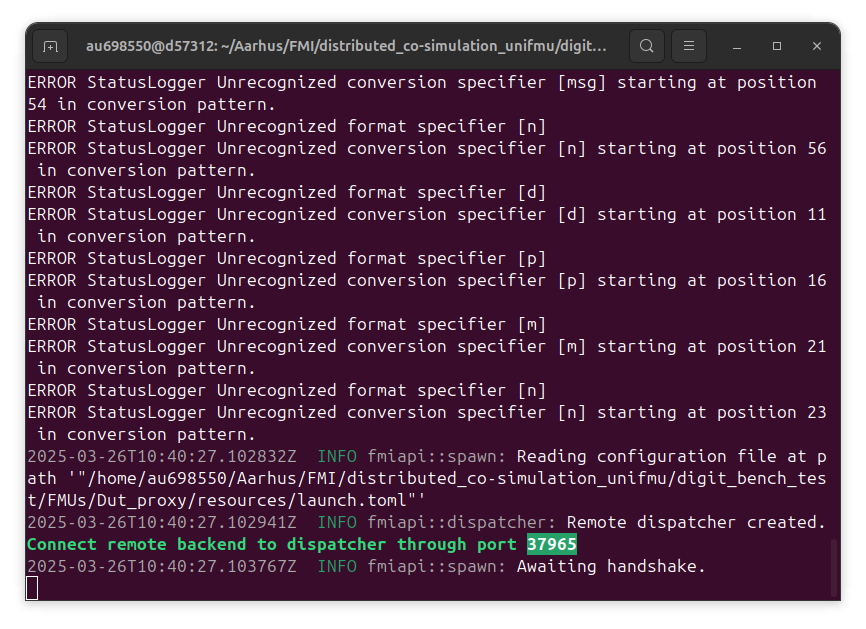 au698550@d57312: ~/Aarhus/FMI/distributed_co-simulation_unifmu/digit...
ERROR StatusLogger Unrecognized conversion specifier [msg] starting at position
54 in conversion pattern.
ERROR StatusLogger Unrecognized format specifier [n]
ERROR StatusLogger Unrecognized conversion specifier [n] starting at position 56
in conversion pattern.
ERROR StatusLogger Unrecognized format specifier [d]
ERROR StatusLogger Unrecognized conversion specifier [d] starting at position 11
in conversion pattern.
ERROR StatusLogger Unrecognized format specifier [p]
ERROR StatusLogger Unrecognized conversion specifier [p] starting at position 16
in conversion pattern.
ERROR StatusLogger Unrecognized format specifier [m]
ERROR StatusLogger Unrecognized conversion specifier [m] starting at position 21
in conversion pattern.
ERROR StatusLogger Unrecognized format specifier [n]
ERROR StatusLogger Unrecognized conversion specifier [n] starting at position 23
in conversion pattern.
2025-03-26T10:40:27.102832Z  INFO fmiapi::spawn: Reading configuration file at p
ath '"/home/au698550/Aarhus/FMI/distributed_co-simulation_unifmu/digit_bench_tes
t/FMUs/Dut_proxy/resources/launch.toml"'
2025-03-26T10:40:27.102941Z  INFO fmiapi::dispatcher: Remote dispatcher created.
Connect remote backend to dispatcher through port 37965
2025-03-26T10:40:27.103767Z  INFO fmiapi::spawn: Awaiting handshake.